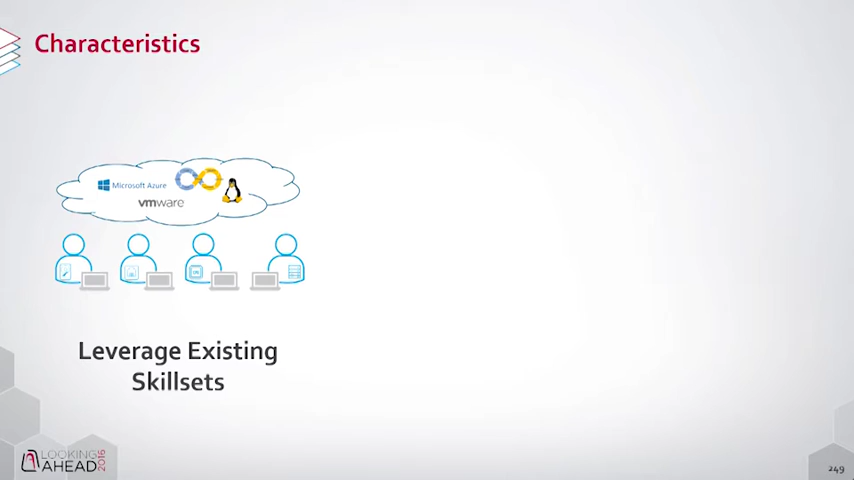 Characteristics
Microsoft Azure
vmware
Leverage Existing
Skillsets
LOOKING
AHEAD 2016
249